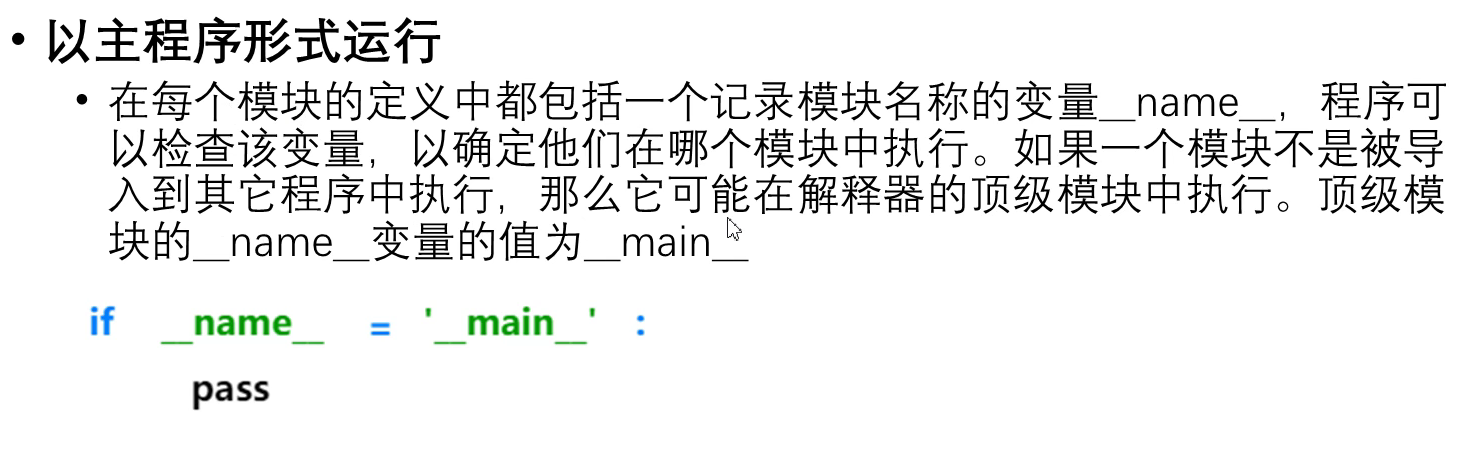 • 以主程序形式运行
• 在每个模块的定义中都包括一个记录模块名称的变量__name__，程序可
以检查该变量，以确定他们在哪个模块中执行。如果一个模块不是被导
入到其它程序中执行，那么它可能在解释器的顶级模块中执行。顶级模
块的__name__变量的值为__main__
if __name__ = '__main__' :
pass